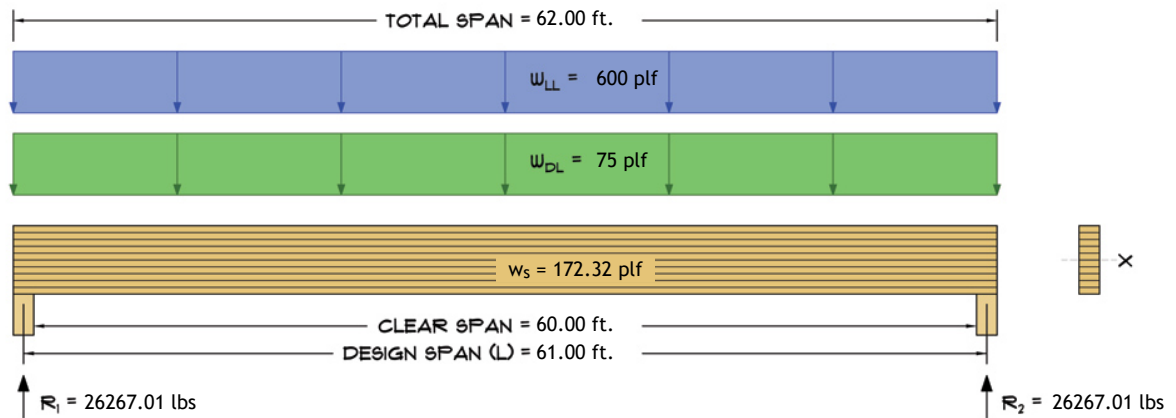 TOTAL SPAN = 62.00 ft.
WLL = 600 plf
WDL = 75 plf
ws = 172.32 plf
X
CLEAR SPAN = 60.00 ft.
DESIGN SPAN (L) = 61.00 ft.
R1 = 26267.01 lbs
R2 = 26267.01 lbs